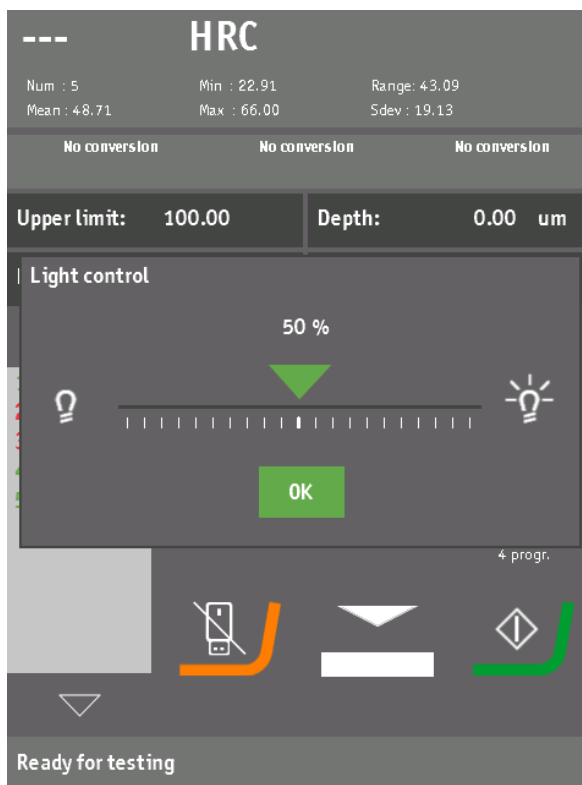 --- HRC
Num : 5 Min : 22.91 Range: 43.09
Mean : 48.71 Max : 66.00 Sdev : 19.13
No conversion No conversion No conversion
Upper limit: 100.00 Depth: 0.00 um
Light control
50 %
OK
4 progr.
Ready for testing